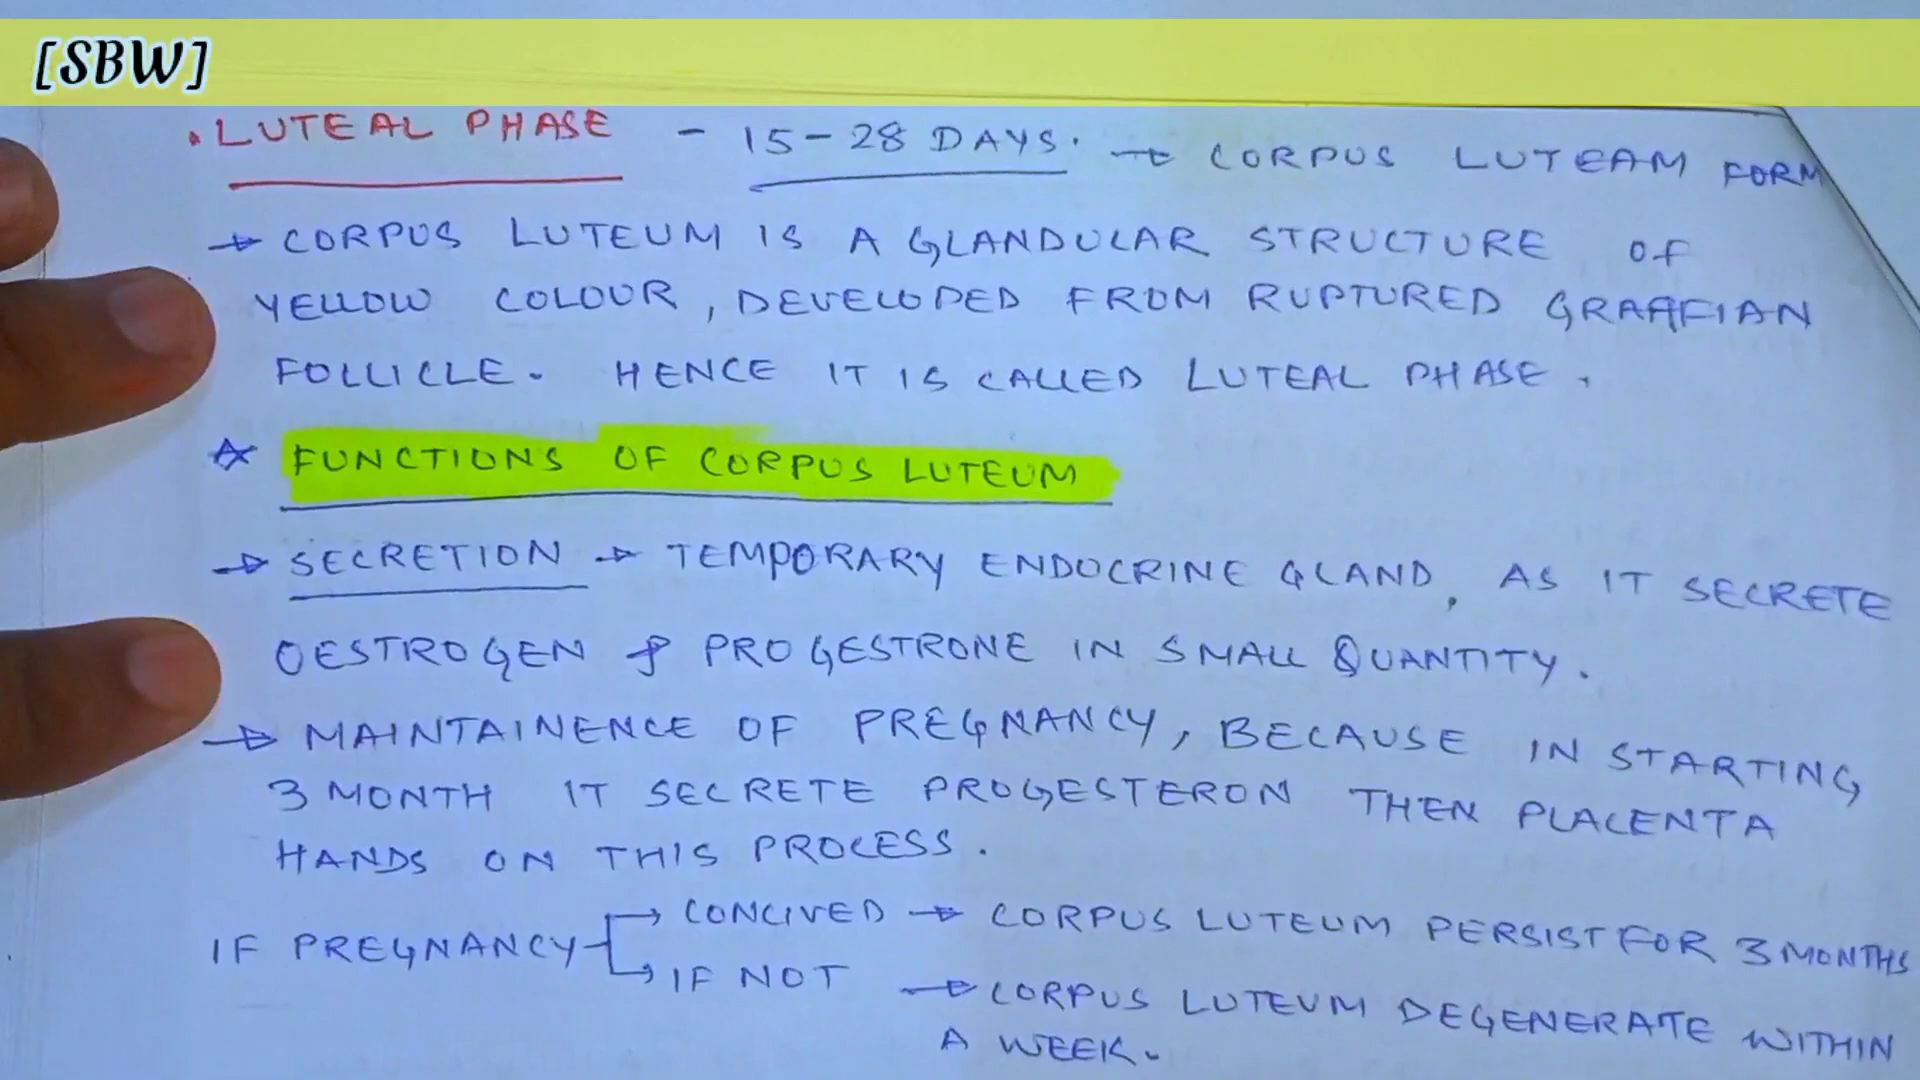 [SBW]
. LUTEAL PHASE - 15-28 DAYS. → CORPUS LUTEAM FORM
→ CORPUS LUTEUM IS A GLANDULAR STRUCTURE OF
YELLOW COLOUR, DEVELOPED FROM RUPTURED GRAAFIAN
FOLLICLE. HENCE IT IS CALLED LUTEAL PHASE.
☆ FUNCTIONS OF CORPUS LUTEUM
→ SECRETION → TEMPORARY ENDOCRINE GLAND, AS IT SECRETE
OESTROGEN & PROGESTRONE IN SMALL QUANTITY.
→ MAINTAINENCE OF PREGNANCY, BECAUSE IN STARTING
3 MONTH IT SECRETE PROGESTERON THEN PLACENTA
HANDS ON THIS PROCESS.
IF PREGNANCY → CONCIVED → CORPUS LUTEUM PERSIST FOR 3 MONTHS
→ IF NOT → CORPUS LUTEUM DEGENERATE WITHIN
A WEEK.